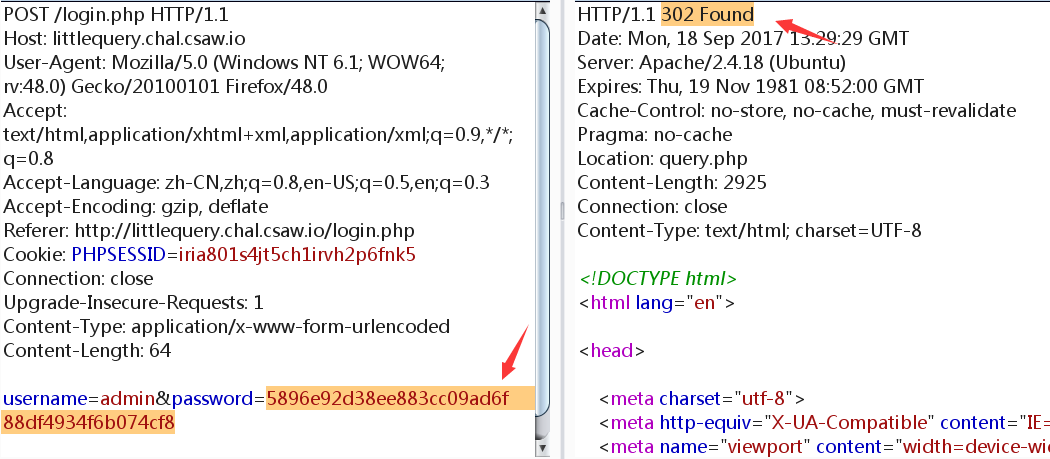 POST /login.php HTTP/1.1
Host: littlequery.chal.csaw.io
User-Agent: Mozilla/5.0 (Windows NT 6.1; WOW64;
rv:48.0) Gecko/20100101 Firefox/48.0
Accept:
text/html,application/xhtml+xml,application/xml;q=0.9,*/*;
q=0.8
Accept-Language: zh-CN,zh;q=0.8,en-US;q=0.5,en;q=0.3
Accept-Encoding: gzip, deflate
Referer: http://littlequery.chal.csaw.io/login.php
Cookie: PHPSESSID=iria801s4jt5ch1irvh2p6fnk5
Connection: close
Upgrade-Insecure-Requests: 1
Content-Type: application/x-www-form-urlencoded
Content-Length: 64
username=admin&password=5896e92d38ee883cc09ad6f
88df4934f6b074cf8
HTTP/1.1 302 Found
Date: Mon, 18 Sep 2017 13:29:29 GMT
Server: Apache/2.4.18 (Ubuntu)
Expires: Thu, 19 Nov 1981 08:52:00 GMT
Cache-Control: no-store, no-cache, must-revalidate
Pragma: no-cache
Location: query.php
Content-Length: 2925
Connection: close
Content-Type: text/html; charset=UTF-8
<!DOCTYPE html>
<html lang="en">
<head>
<meta charset="utf-8">
<meta http-equiv="X-UA-Compatible" content="IE=
<meta name="viewport" content="width=device-wi